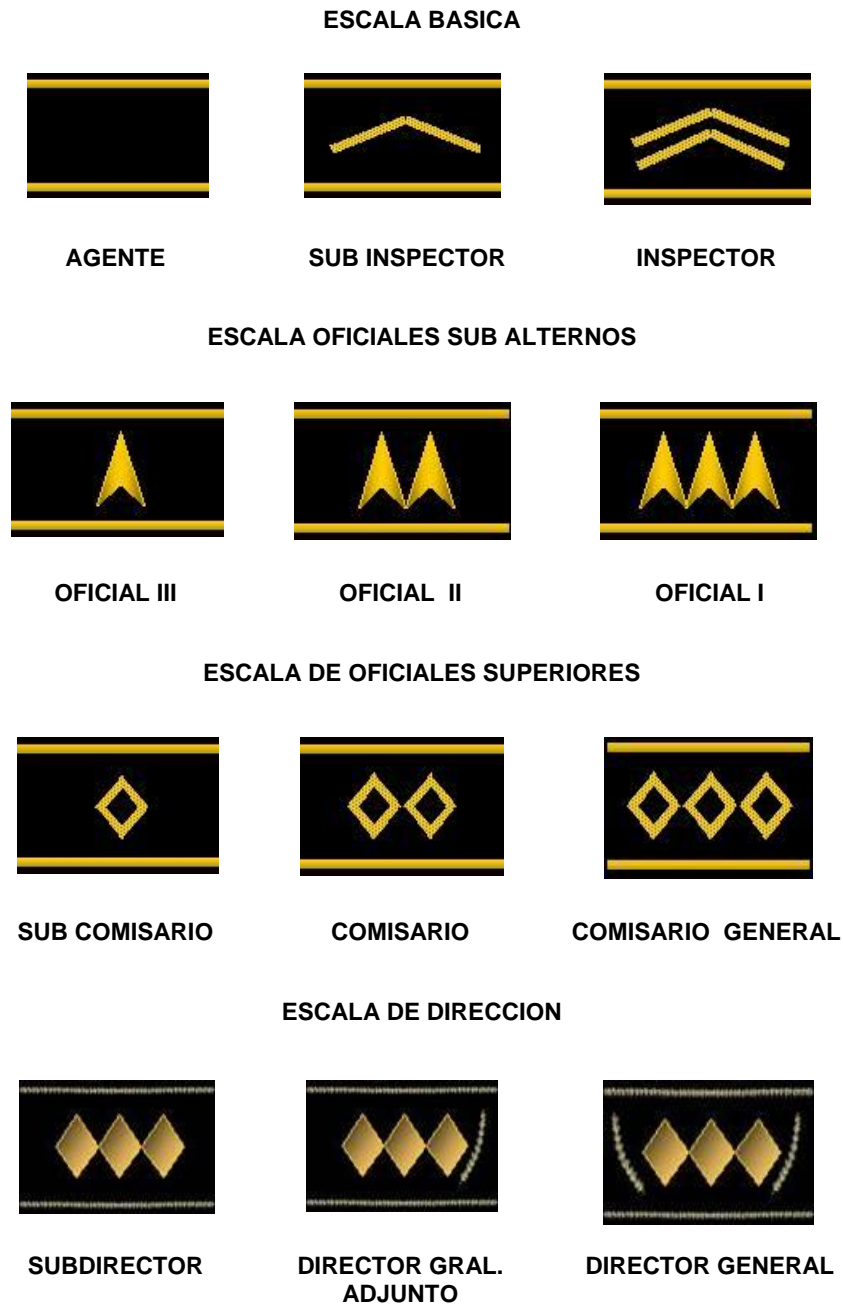 ESCALA BASICA
AGENTE SUB INSPECTOR INSPECTOR
ESCALA OFICIALES SUB ALTERNOS
OFICIAL III OFICIAL II OFICIAL I
ESCALA DE OFICIALES SUPERIORES
SUB COMISARIO COMISARIO COMISARIO GENERAL
ESCALA DE DIRECCION
SUBDIRECTOR DIRECTOR GRAL. DIRECTOR GENERAL
ADJUNTO